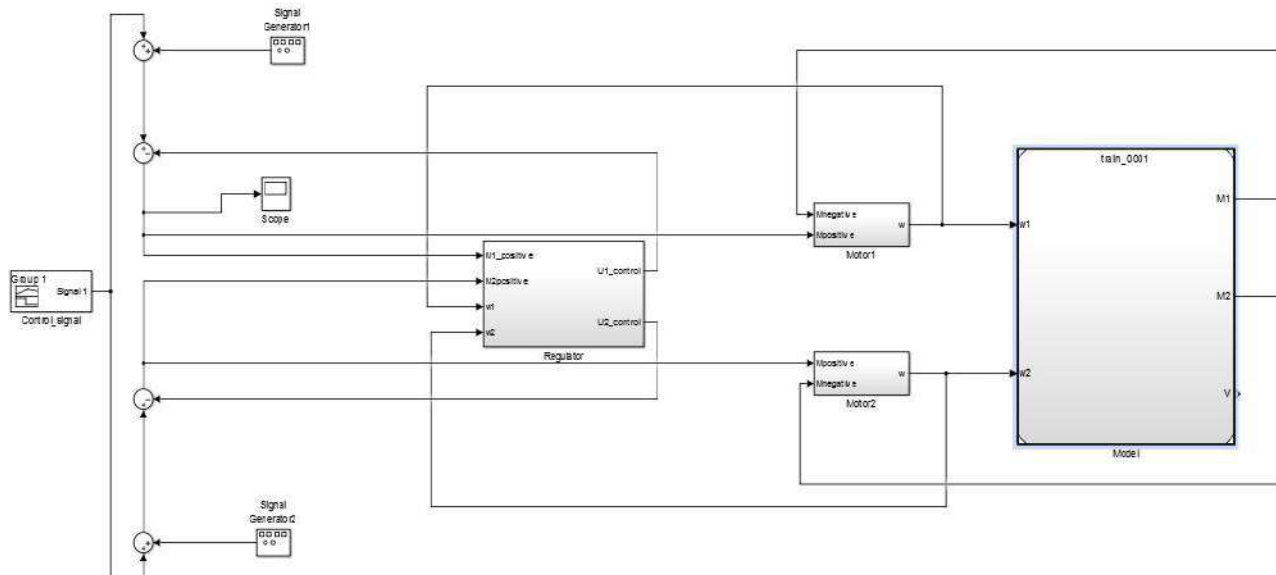 Signal
Generator1
train_0001
M1
Scope
Mnegative
Mpositive
w
Motor1
w1
M1_positive
M2positive
w1
w2
U1_control
U2_control
Regulator
Group 1
Signal 1
Control_signal
M2
Mpositive
Mnegative
w
Motor2
w2
V
Model
Signal
Generator2